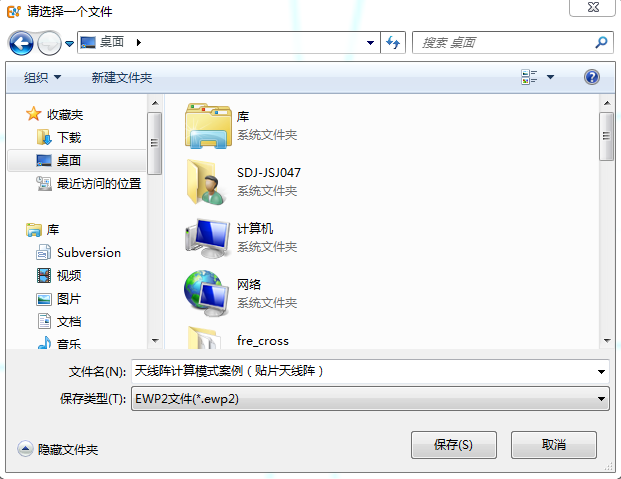 请选择一个文件
桌面
搜索 桌面
组织
新建文件夹
收藏夹
下载
桌面
最近访问的位置
库
Subversion
视频
图片
文档
音乐
库
系统文件夹
SDJ-JSJ047
系统文件夹
计算机
系统文件夹
网络
系统文件夹
fre_cross
文件名(N):
天线阵计算模式案例（贴片天线阵）
保存类型(T):
EWP2文件(*.ewp2)
隐藏文件夹
保存(S)
取消